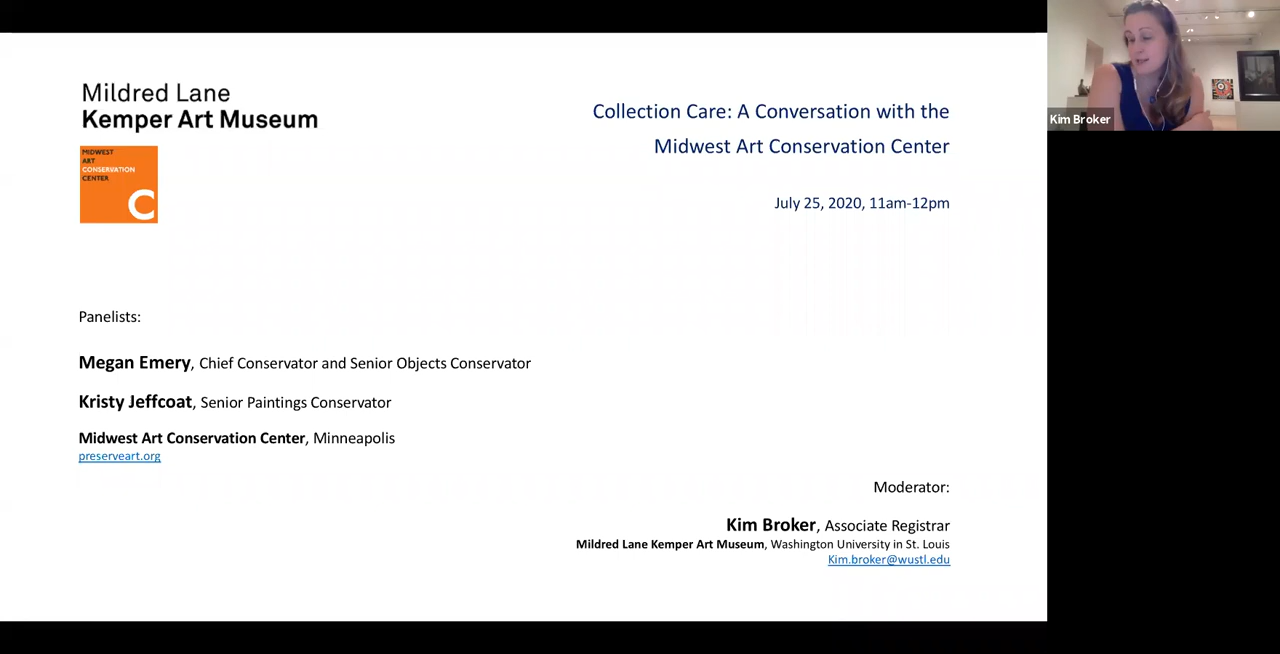 Mildred Lane
Kemper Art Museum
MIDWEST
ART
CONSERVATION
CENTER
C
Collection Care: A Conversation with the
Midwest Art Conservation Center
July 25, 2020, 11am-12pm
Kim Broker
Panelists:
Megan Emery, Chief Conservator and Senior Objects Conservator
Kristy Jeffcoat, Senior Paintings Conservator
Midwest Art Conservation Center, Minneapolis
preserveart.org
Moderator:
Kim Broker, Associate Registrar
Mildred Lane Kemper Art Museum, Washington University in St. Louis
Kim.broker@wustl.edu